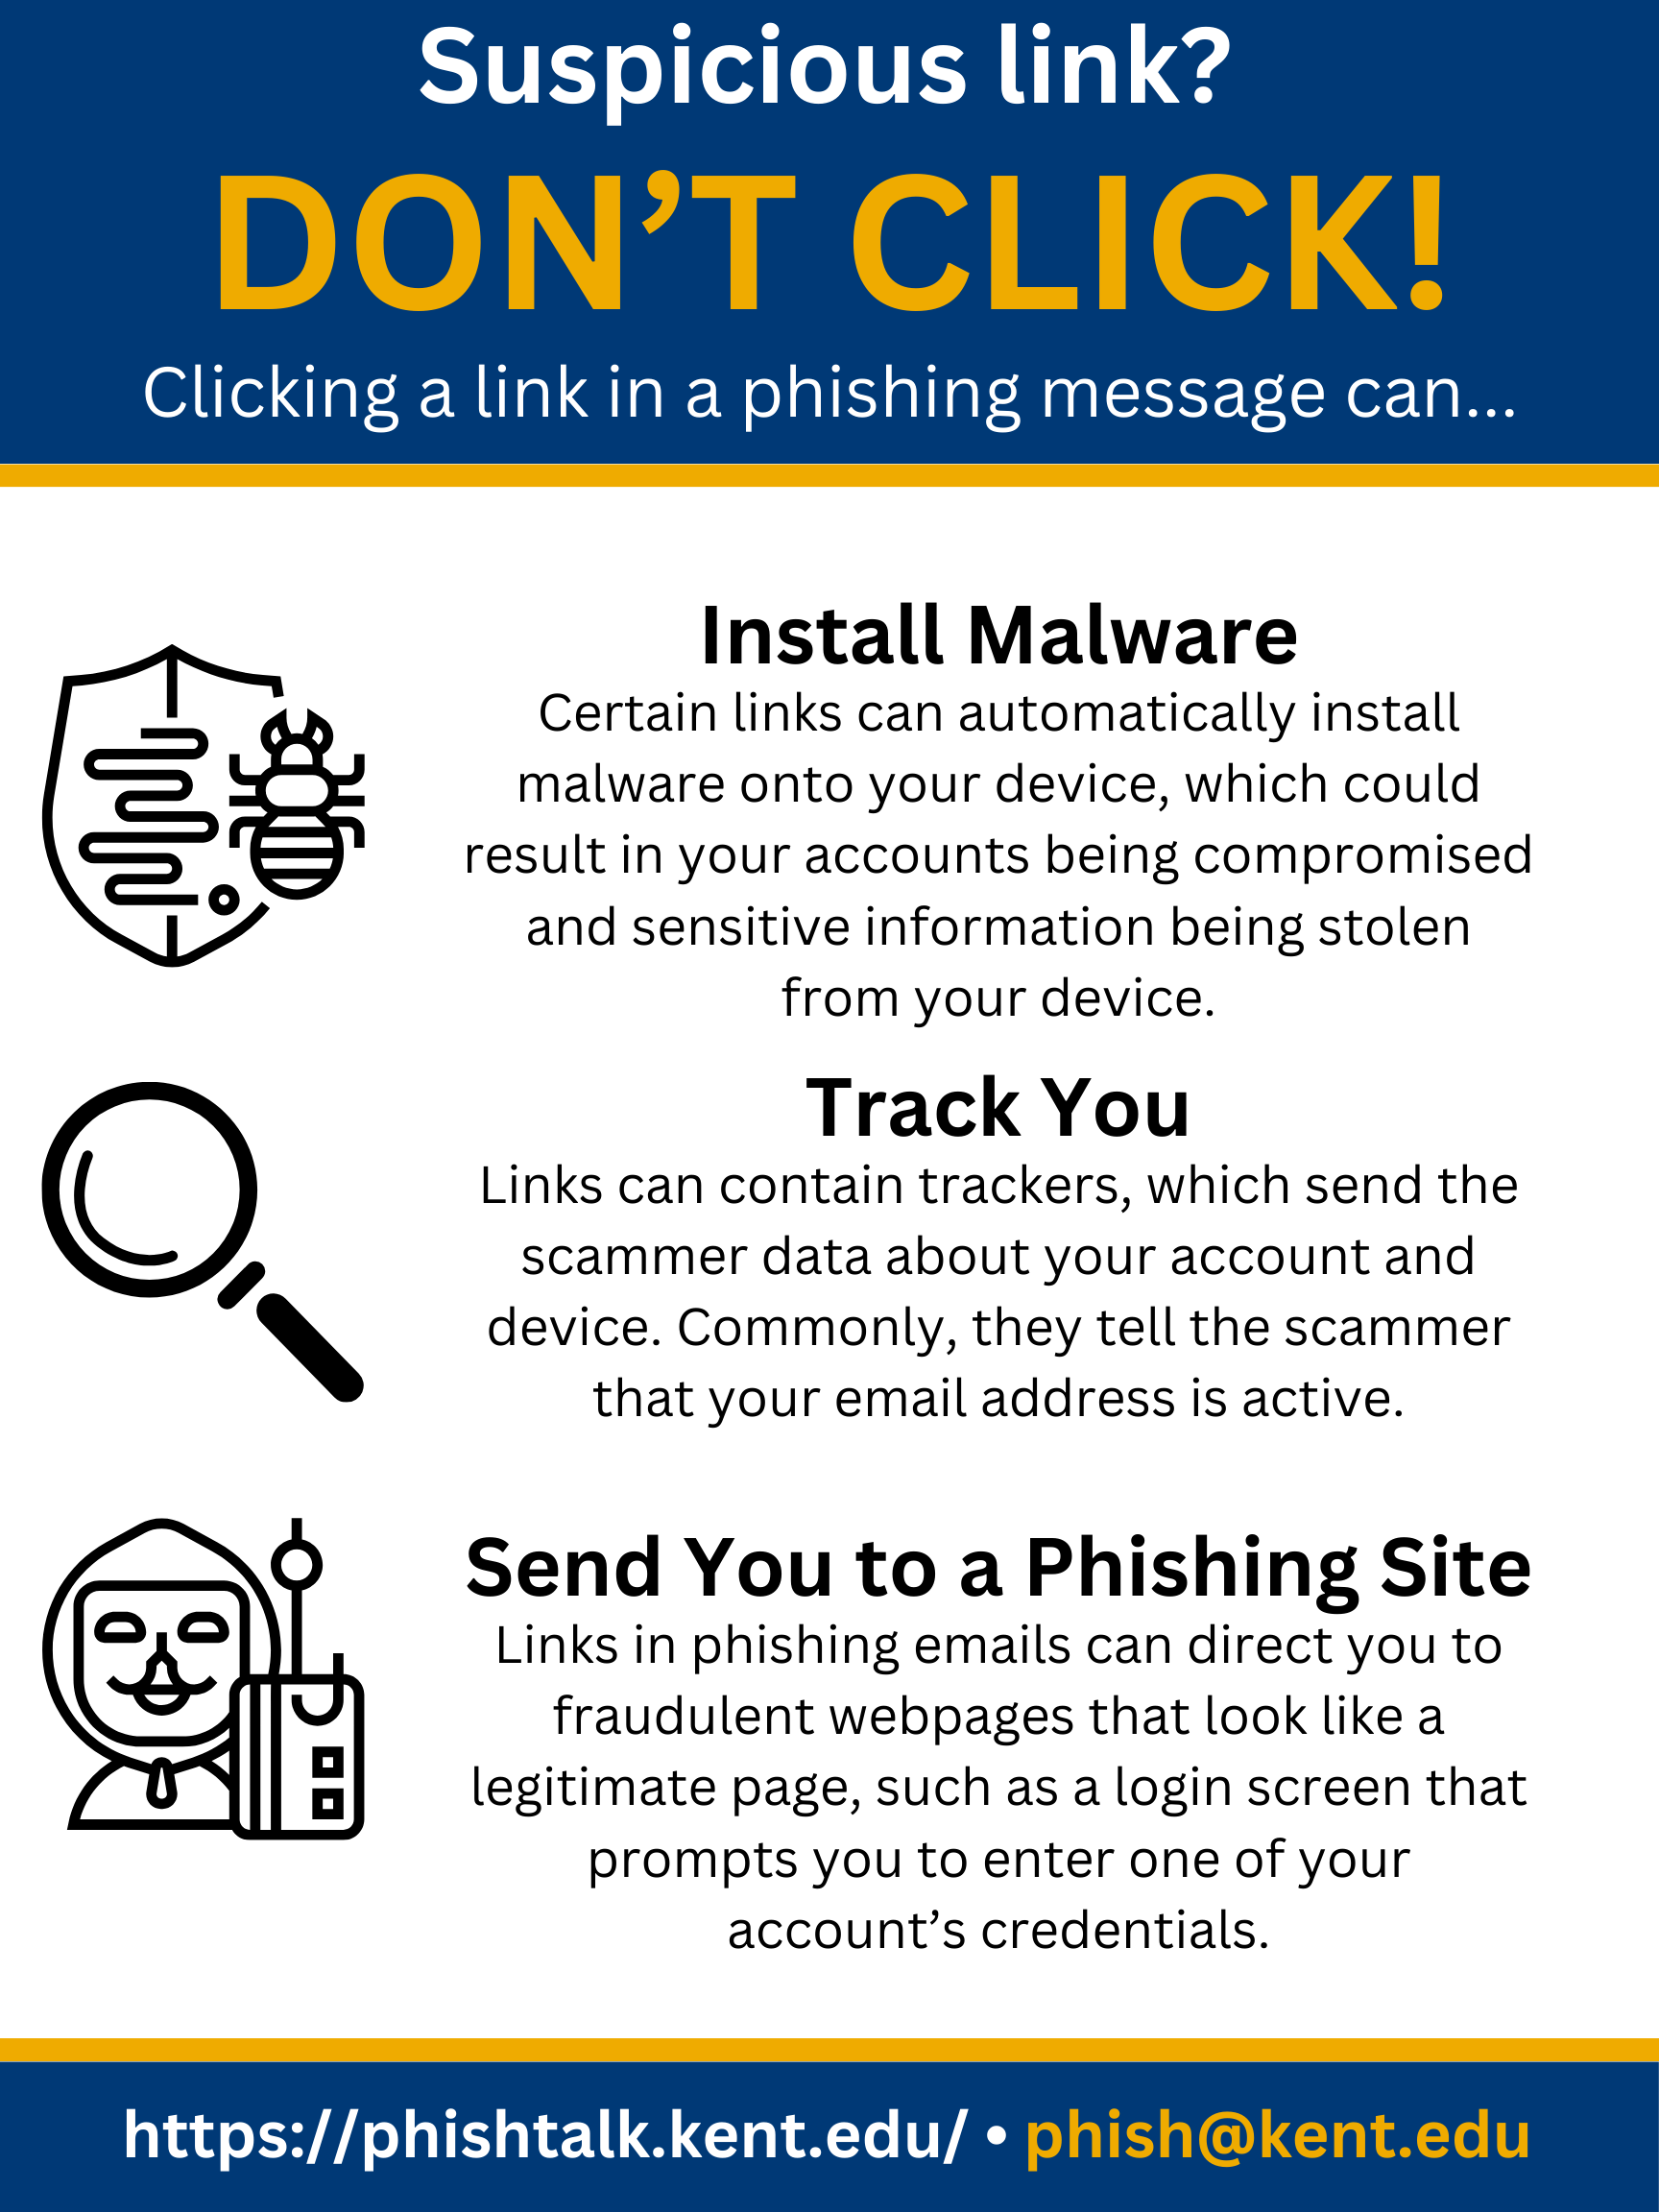 Suspicious link?
DON’T CLICK!
Clicking a link in a phishing message can...
Install Malware
Certain links can automatically install
malware onto your device, which could
result in your accounts being compromised
and sensitive information being stolen
from your device.
Track You
Links can contain trackers, which send the
scammer data about your account and
device. Commonly, they tell the scammer
that your email address is active.
Send You to a Phishing Site
Links in phishing emails can direct you to
fraudulent webpages that look like a
legitimate page, such as a login screen that
prompts you to enter one of your
account’s credentials.
https://phishtalk.kent.edu/ • phish@kent.edu